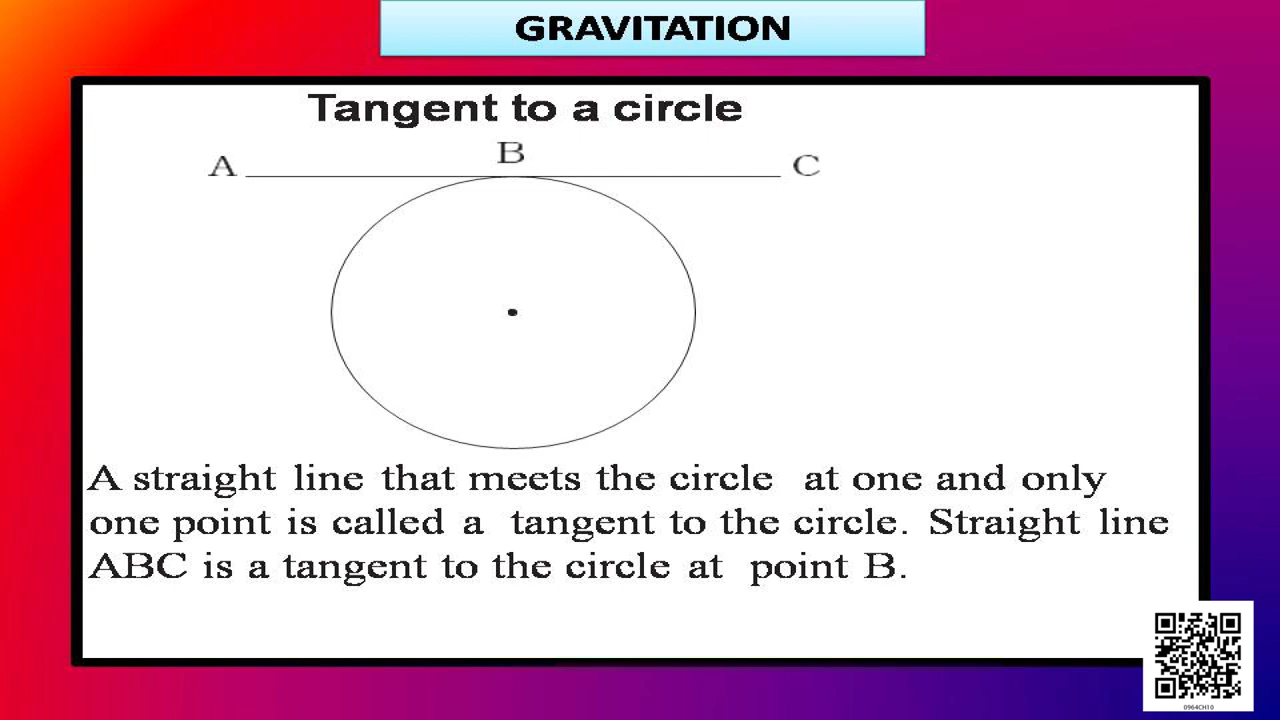 GRAVITATION
Tangent to a circle
A B C
A straight line that meets the circle at one and only
one point is called a tangent to the circle. Straight line
ABC is a tangent to the circle at point B.
0964CH10